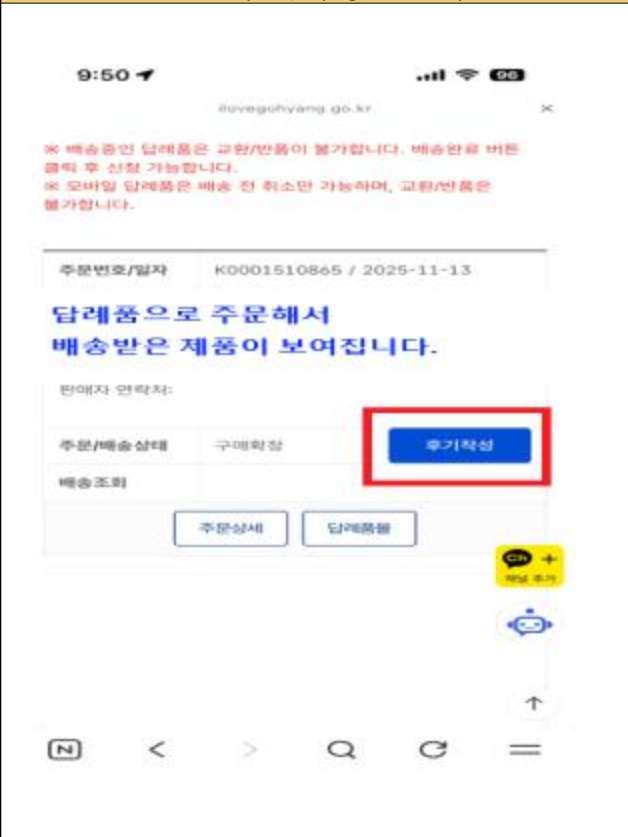 9:50
96
ilovegohyang.go.kr
※ 배송중인 답례품은 교환/반품이 불가합니다. 배송완료 버튼
클릭 후 신청 가능합니다.
※ 모바일 답례품은 배송 전 취소만 가능하며, 교환/반품은
불가합니다.
주문번호/일자 K0001510865 / 2025-11-13
답례품으로 주문해서
배송받은 제품이 보여집니다.
판매자 연락처:
주문/배송상태 구매확정 후기작성
배송조회
주문상세 답례품몰
Ch +
채널 추가
N